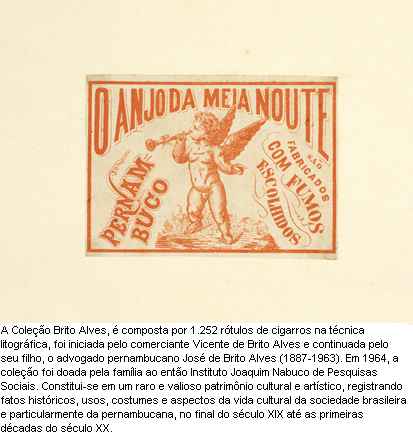 O ANJO DA MEIA NOUTE
PERNAM
BUCO
SÃO
FABRICADOS
COM FUMOS
ESCOLHIDOS
A Coleção Brito Alves, é composta por 1.252 rótulos de cigarros na técnica
litográfica, foi iniciada pelo comerciante Vicente de Brito Alves e continuada pelo
seu filho, o advogado pernambucano José de Brito Alves (1887-1963). Em 1964, a
coleção foi doada pela família ao então Instituto Joaquim Nabuco de Pesquisas
Sociais. Constitui-se em um raro e valioso patrimônio cultural e artístico, registrando
fatos históricos, usos, costumes e aspectos da vida cultural da sociedade brasileira
e particularmente da pernambucana, no final do século XIX até as primeiras
décadas do século XX.